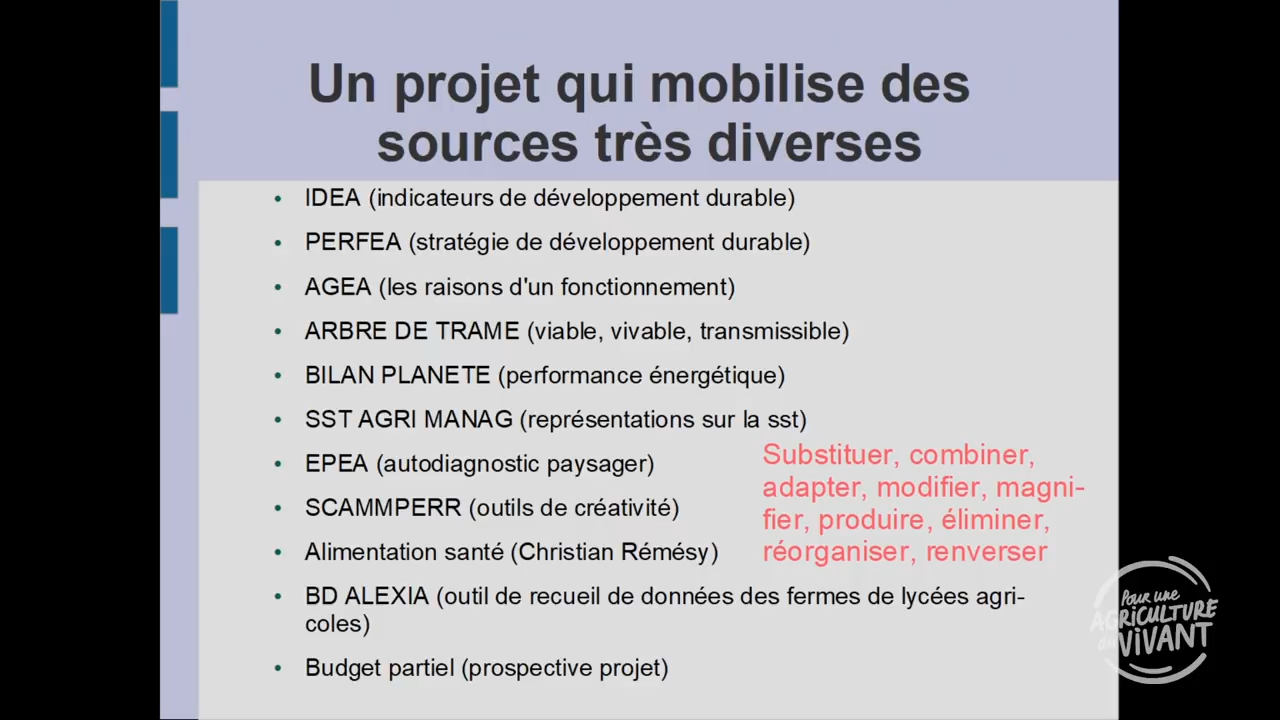 Un projet qui mobilise des
sources très diverses
• IDEA (indicateurs de développement durable)
• PERFEA (stratégie de développement durable)
• AGEA (les raisons d'un fonctionnement)
• ARBRE DE TRAME (viable, vivable, transmissible)
• BILAN PLANETE (performance énergétique)
• SST AGRI MANAG (représentations sur la sst)
• EPEA (autodiagnostic paysager)
• SCAMMPERR (outils de créativité)
• Alimentation santé (Christian Rémésy)
• BD ALEXIA (outil de recueil de données des fermes de lycées agri-
coles)
• Budget partiel (prospective projet)
Substituer, combiner,
adapter, modifier, magni-
fier, produire, éliminer,
réorganiser, renverser
Pour une
AGRICULTURE
du VIVANT